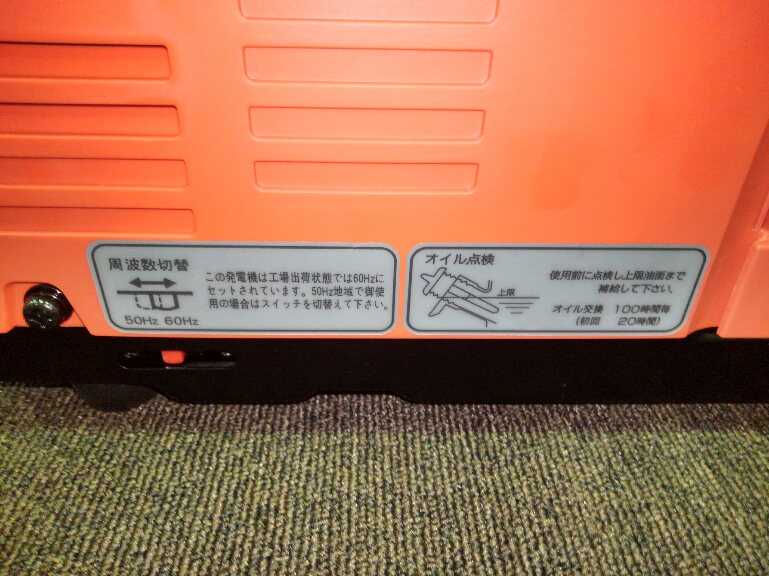 周波数切替
50Hz 60Hz
この発電機は工場出荷状態では60Hzに
セットされています。50Hz地域で御使
用の場合はスイッチを切替えて下さい。
オイル点検
上限
使用前に点検し上限油面まで
補給して下さい。
オイル交換 100時間毎
(初回 20時間)